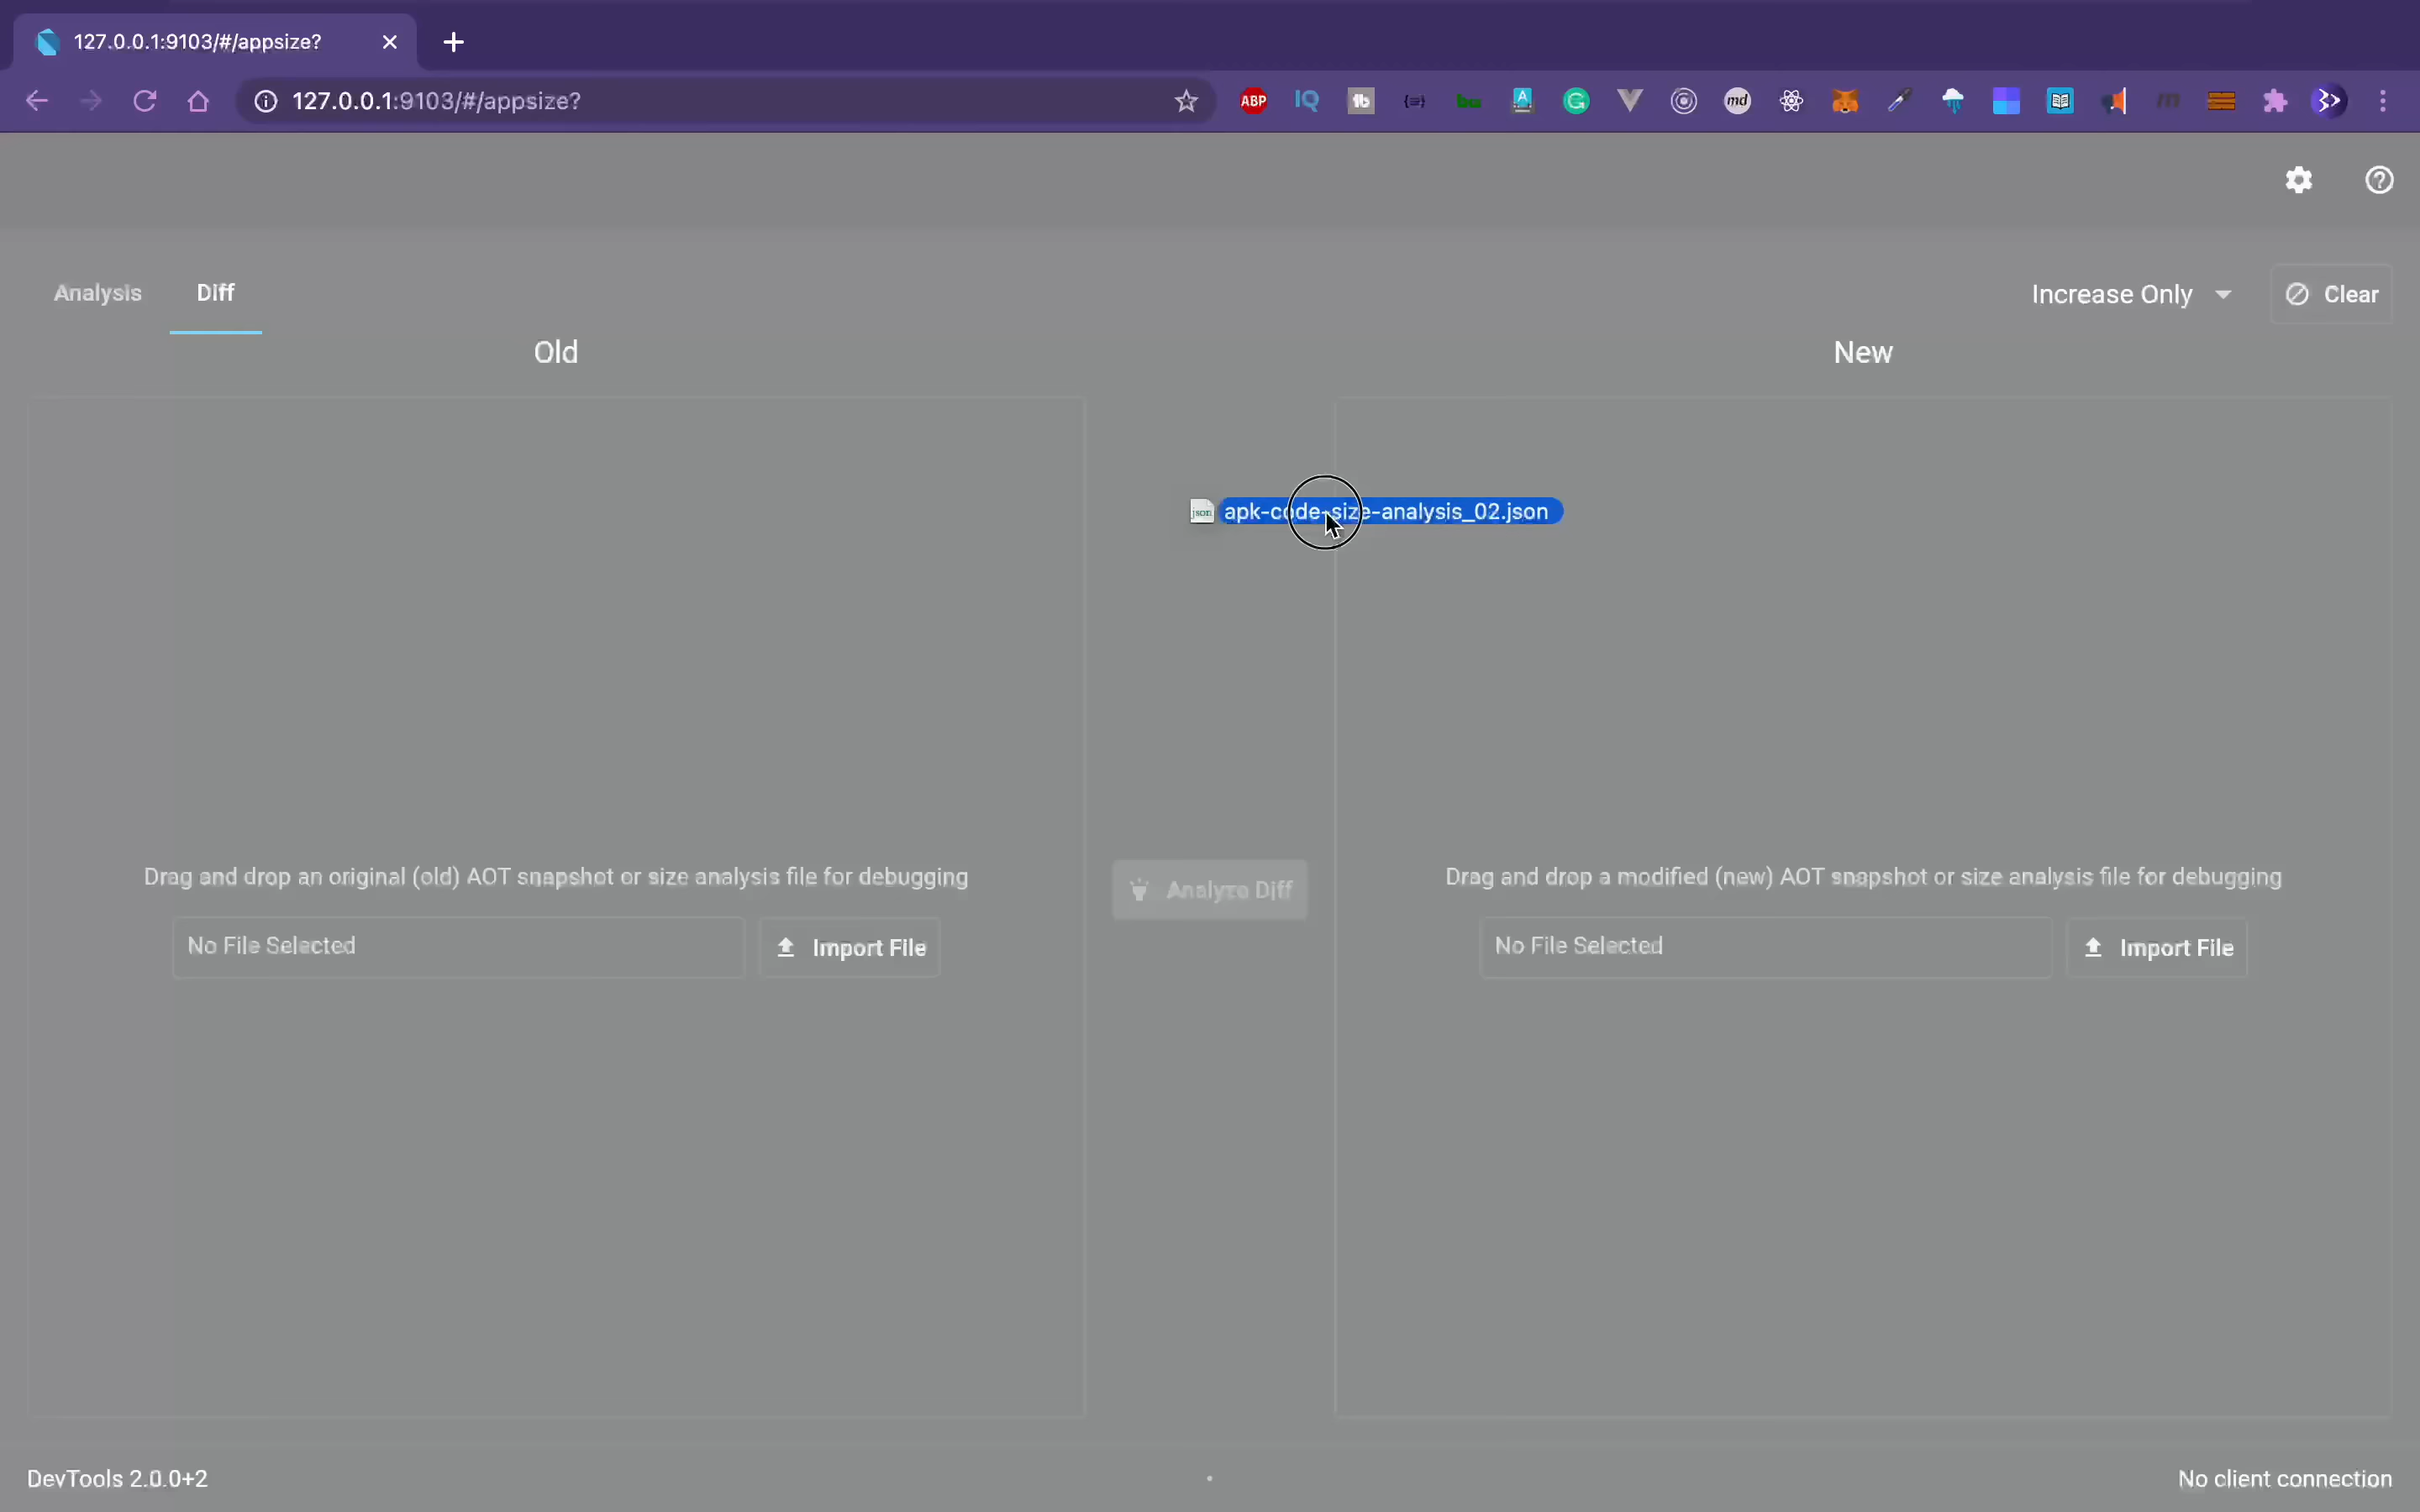 127.0.0.1:9103/#/appsize?
127.0.0.1:9103/#/appsize?
ABP
IQ
md
Analysis
Diff
Increase Only
Clear
Old
New
json
apk-code-size-analysis_02.json
Drag and drop an original (old) AOT snapshot or size analysis file for debugging
Analyze Diff
Drag and drop a modified (new) AOT snapshot or size analysis file for debugging
No File Selected
Import File
No File Selected
Import File
DevTools 2.0.0+2
No client connection